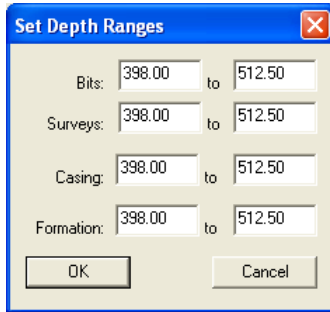 Set Depth Ranges
Bits: 398.00 to 512.50
Surveys: 398.00 to 512.50
Casing: 398.00 to 512.50
Formation: 398.00 to 512.50
OK Cancel